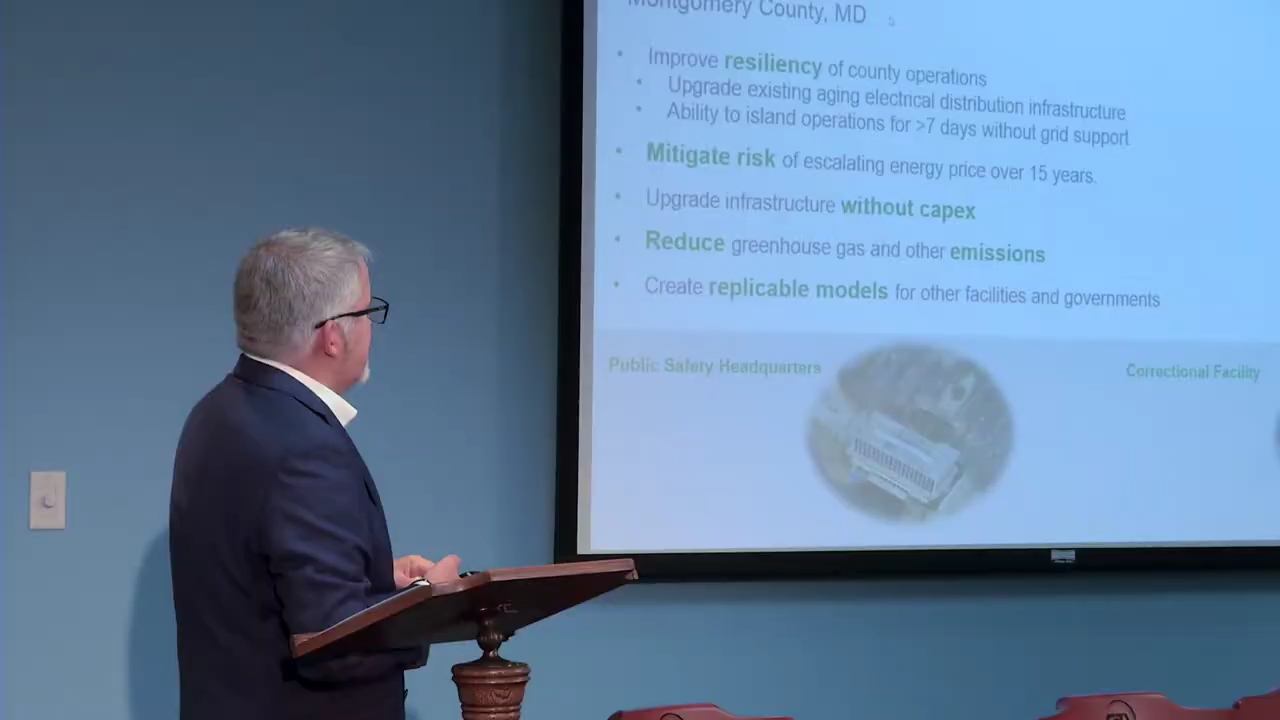 Montgomery County, MD
• Improve resiliency of county operations
• Upgrade existing aging electrical distribution infrastructure
• Ability to island operations for >7 days without grid support
• Mitigate risk of escalating energy price over 15 years.
• Upgrade infrastructure without capex
• Reduce greenhouse gas and other emissions
• Create replicable models for other facilities and governments
Public Safety Headquarters
Correctional Facility